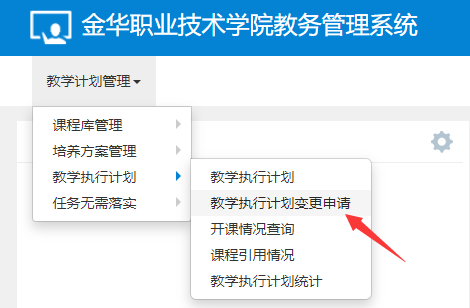 金华职业技术学院教务管理系统
教学计划管理
课程库管理
培养方案管理
教学执行计划
任务无需落实
教学执行计划
教学执行计划变更申请
开课情况查询
课程引用情况
教学执行计划统计